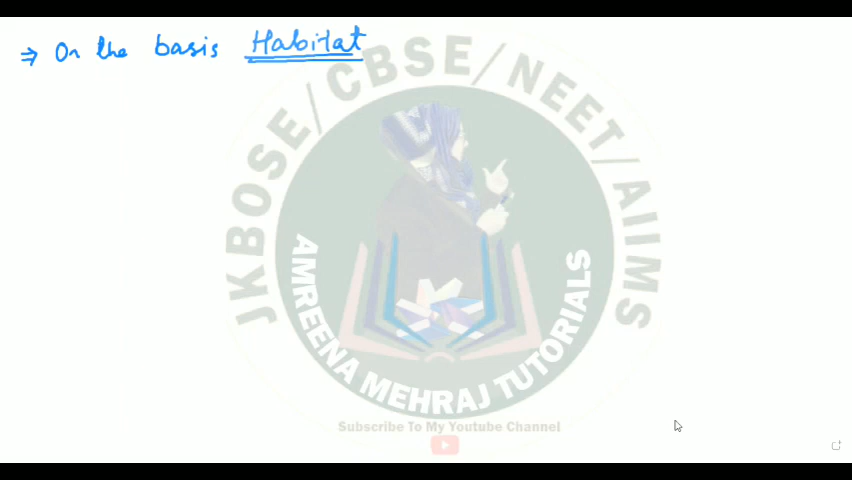 ⇒ On the basis Habitat
JKBOSE/CBSE/NEET/AIIMS
AMREENA MEHRAJ TUTORIALS
Subscribe To My Youtube Channel